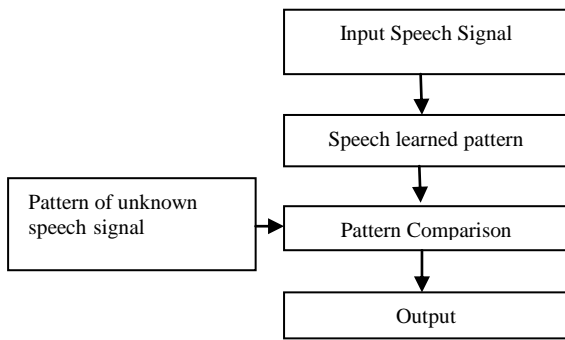 Input Speech Signal
Speech learned pattern
Pattern of unknown
speech signal
Pattern Comparison
Output